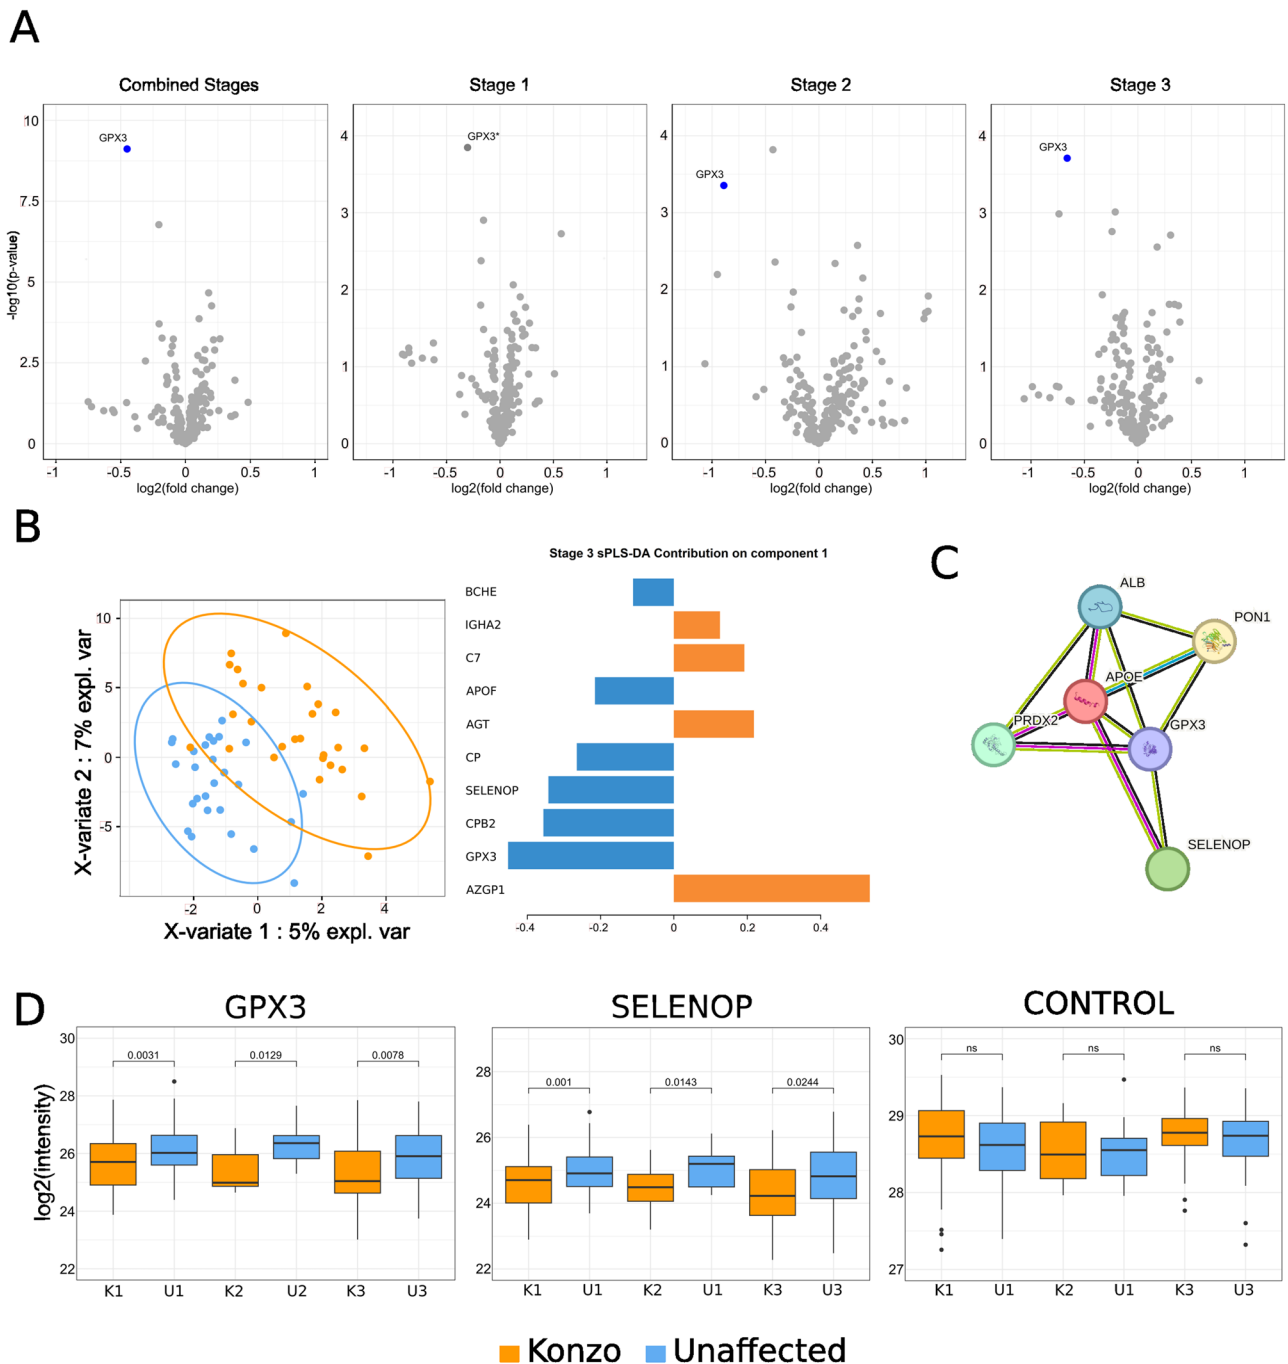 A
Combined Stages
Stage 1
Stage 2
Stage 3
-log10(p-value)
10
7.5
5
2.5
0
GPX3
-1
-0.5
0
0.5
1
log2(fold change)
4
3
2
1
0
GPX3*
-1
-0.5
0
0.5
1
log2(fold change)
4
3
2
1
0
GPX3
-1
-0.5
0
0.5
1
log2(fold change)
4
3
2
1
0
GPX3
-1
-0.5
0
0.5
1
log2(fold change)
B
X-variate 2 : 7% expl. var
10
5
0
-5
-2
0
2
4
X-variate 1 : 5% expl. var
Stage 3 sPLS-DA Contribution on component 1
BCHE
IGHA2
C7
APOF
AGT
CP
SELENOP
CPB2
GPX3
AZGP1
-0.4
-0.2
0
0.2
0.4
C
ALB
PON1
APOE
PRDX2
GPX3
SELENOP
D
GPX3
log2(intensity)
30
28
26
24
22
0.0031
0.0129
0.0078
K1
U1
K2
U2
K3
U3
SELENOP
28
26
24
22
0.001
0.0143
0.0244
K1
U1
K2
U1
K3
U3
CONTROL
30
29
28
27
ns
ns
ns
K1
U1
K2
U1
K3
U3
Konzo
Unaffected